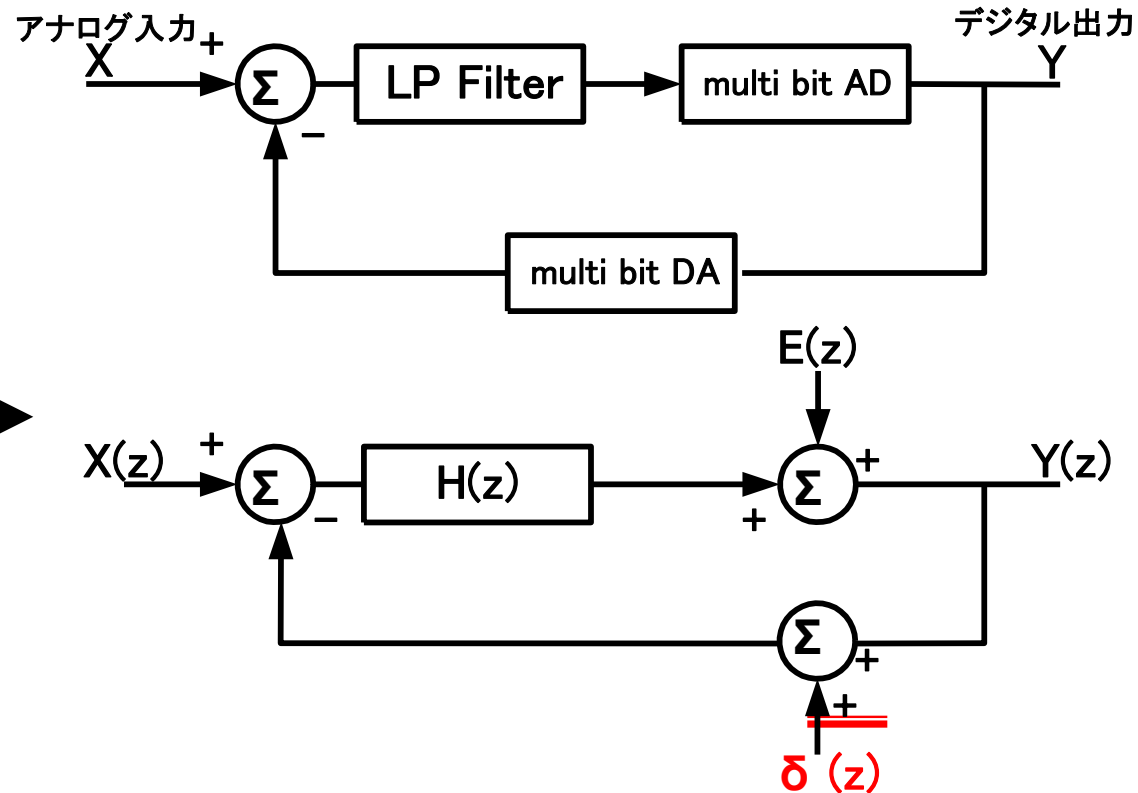 アナログ入力
デジタル出力
X
+
Σ
LP Filter
multi bit AD
Y
−
multi bit DA
E(z)
X(z)
+
Σ
H(z)
Σ
+
Y(z)
−
+
Σ
+
+
δ (z)